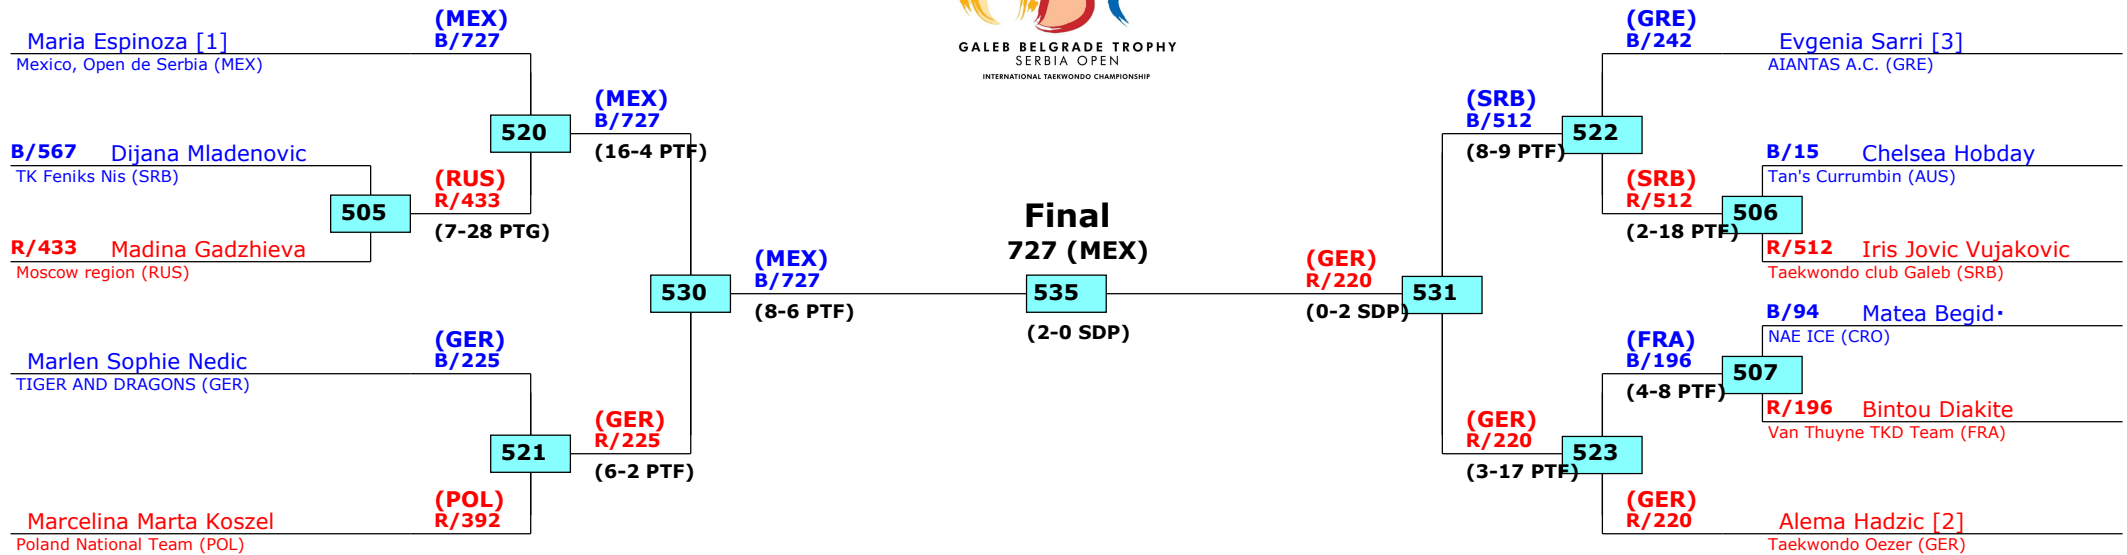 GALEB BELGRADE TROPHY
SERBIA OPEN
INTERNATIONAL TAEKWONDO CHAMPIONSHIP
(MEX)
B/727
Maria Espinoza [1]
Mexico, Open de Serbia (MEX)
520
(MEX)
B/727
(16-4 PTF)
B/567 Dijana Mladenovic
TK Feniks Nis (SRB)
505
(RUS)
R/433
(7-28 PTG)
R/433 Madina Gadzhieva
Moscow region (RUS)
530
(MEX)
B/727
(8-6 PTF)
Marlen Sophie Nedic
TIGER AND DRAGONS (GER)
(GER)
B/225
521
(GER)
R/225
(6-2 PTF)
(POL)
R/392
Marcelina Marta Koszel
Poland National Team (POL)
Final
727 (MEX)
535
(2-0 SDP)
(GER)
R/220
(0-2 SDP)
531
(SRB)
B/512
(8-9 PTF)
522
(GRE)
B/242
Evgenia Sarri [3]
AIANTAS A.C. (GRE)
B/15 Chelsea Hobday
Tan's Currumbin (AUS)
(SRB)
R/512
(2-18 PTF)
506
R/512 Iris Jovic Vujakovic
Taekwondo club Galeb (SRB)
B/94 Matea Begid·
NAE ICE (CRO)
(FRA)
B/196
(4-8 PTF)
507
R/196 Bintou Diakite
Van Thuyne TKD Team (FRA)
(GER)
R/220
(3-17 PTF)
523
(GER)
R/220
Alema Hadzic [2]
Taekwondo Oezer (GER)